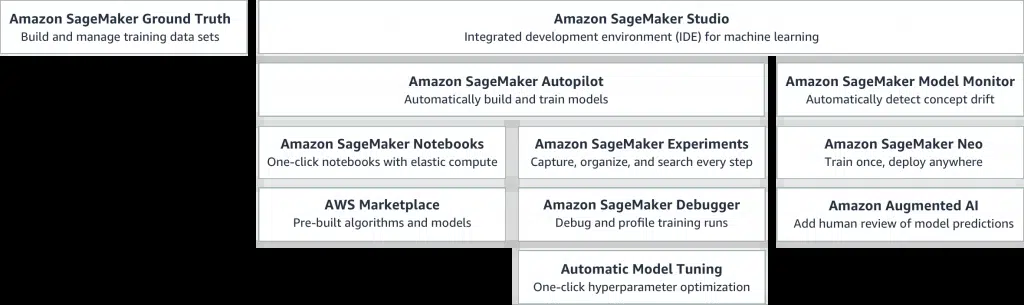 Amazon SageMaker Ground Truth
Build and manage training data sets
Amazon SageMaker Studio
Integrated development environment (IDE) for machine learning
Amazon SageMaker Autopilot
Automatically build and train models
Amazon SageMaker Model Monitor
Automatically detect concept drift
Amazon SageMaker Notebooks
One-click notebooks with elastic compute
Amazon SageMaker Experiments
Capture, organize, and search every step
Amazon SageMaker Neo
Train once, deploy anywhere
AWS Marketplace
Pre-built algorithms and models
Amazon SageMaker Debugger
Debug and profile training runs
Amazon Augmented AI
Add human review of model predictions
Automatic Model Tuning
One-click hyperparameter optimization